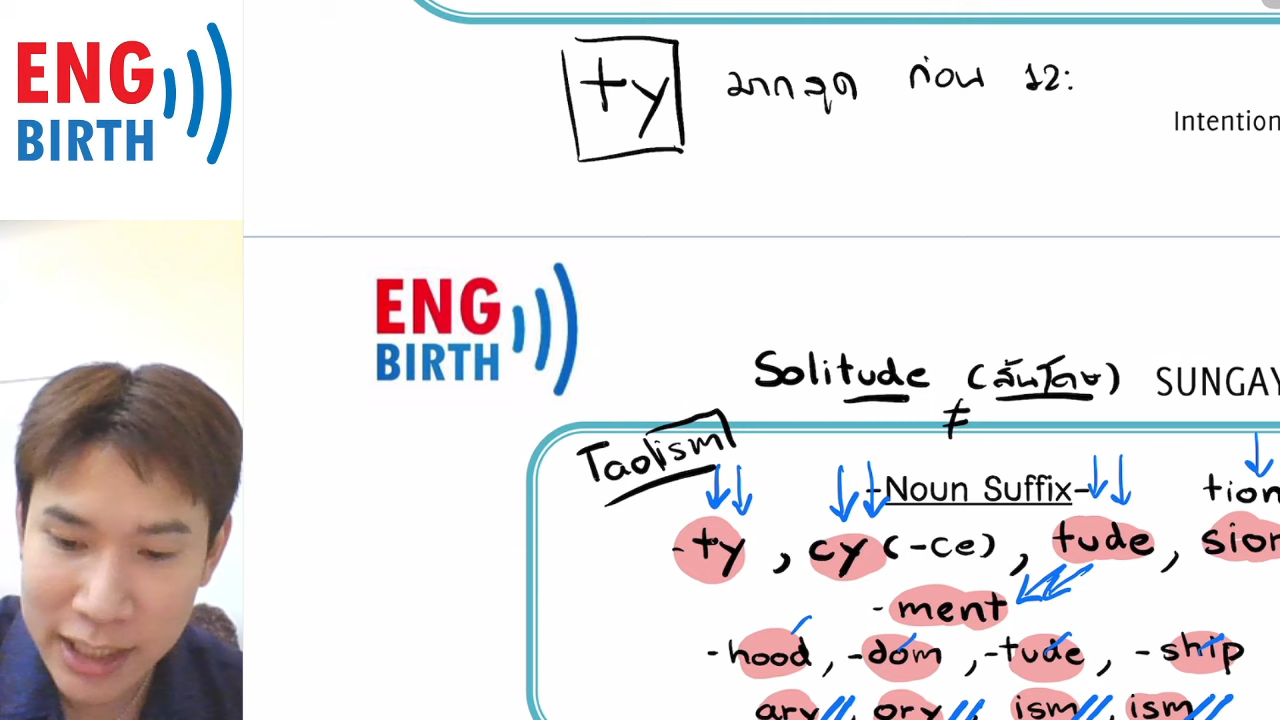 ENG
BIRTH
ty มากสุด ก่อน 12:
Intention
ENG
BIRTH
Solitude (สันโดษ) SUNGAY
≠
Taolism
-Noun Suffix-
tion
-ty, cy (-ce), tude, sion
-ment
-hood, -dom, -tude, -ship
ary, ory, ism, ism